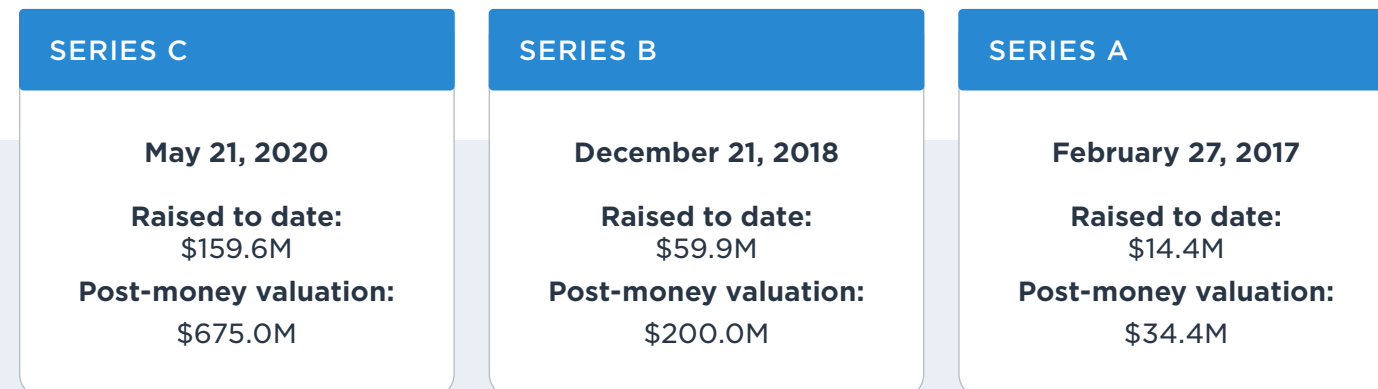 SERIES C
May 21, 2020
Raised to date:
$159.6M
Post-money valuation:
$675.0M
SERIES B
December 21, 2018
Raised to date:
$59.9M
Post-money valuation:
$200.0M
SERIES A
February 27, 2017
Raised to date:
$14.4M
Post-money valuation:
$34.4M